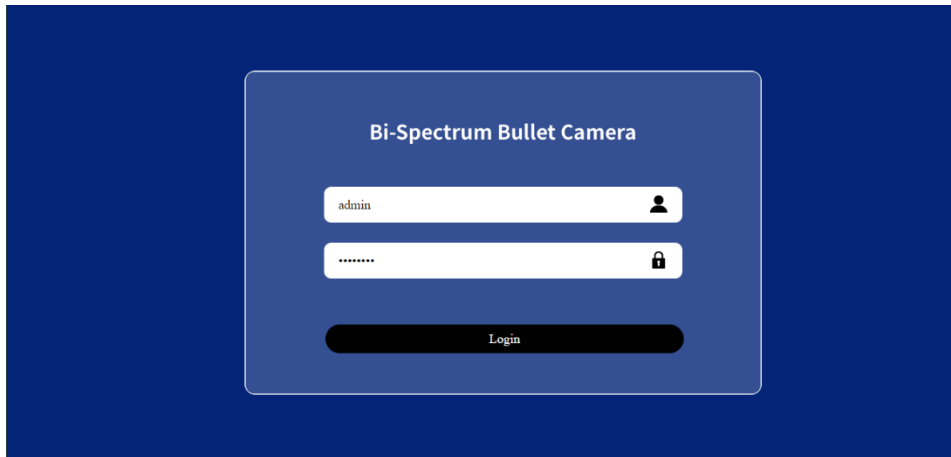 Bi-Spectrum Bullet Camera
admin
••••••••
Login